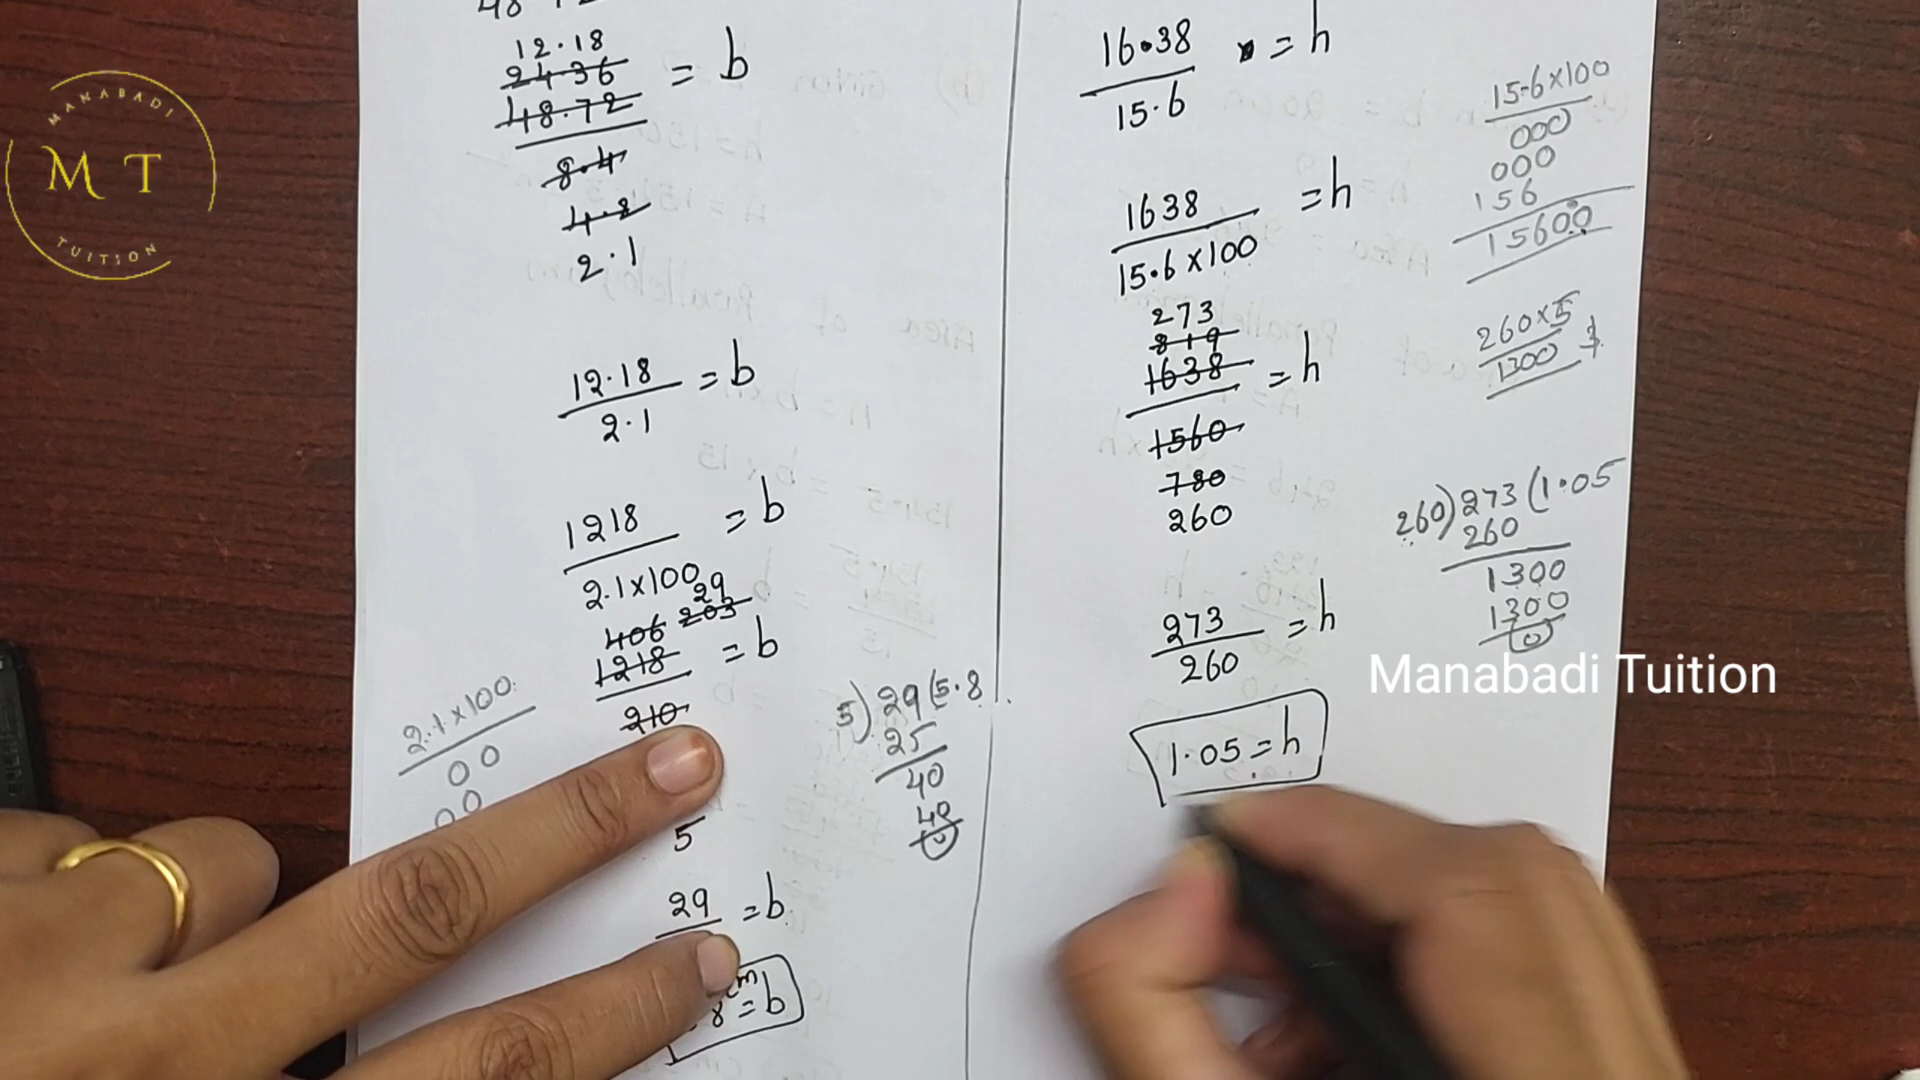 MANABADI
M T
TUITION
12.18
2436
48.72 = b
8.4
4.2
2.1
12.18 = b
2.1
1218 = b
2.1×100
29
406 203
1218 = b
210
5
29 = b
8 cm = b
2.1×100
00
00
5) 29 (5.8
25
40
40
0
16.38 = h
15.6
1638 = h
15.6×100
273
819
1638 = h
1560
780
260
273 = h
260
1.05 = h
15.6×100
000
000
156
15600
260×5
1300
260) 273 (1.05
260
1300
1300
0
Manabadi Tuition